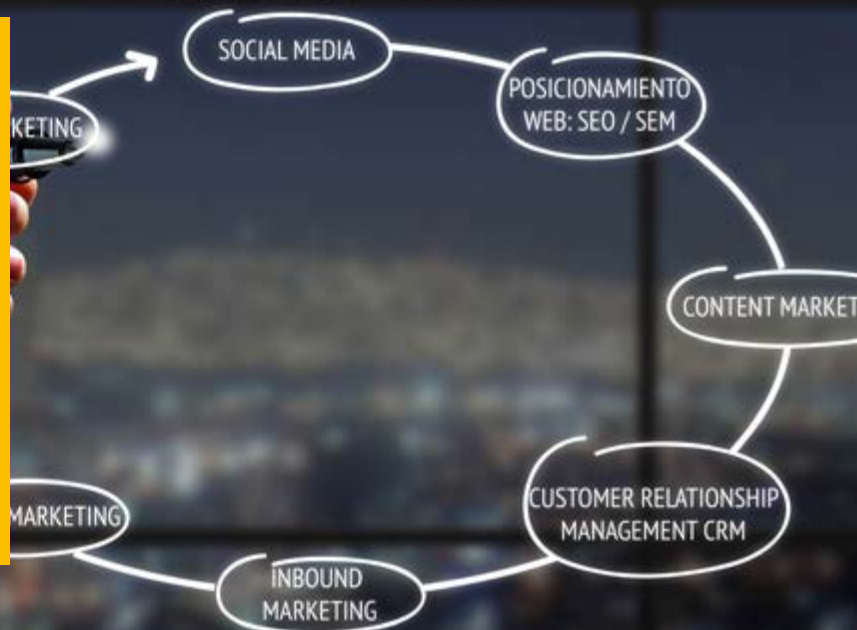 SOCIAL MEDIA
POSICIONAMIENTO
WEB: SEO / SEM
KETING
CONTENT MARKET
CUSTOMER RELATIONSHIP
MANAGEMENT CRM
MARKETING
INBOUND
MARKETING